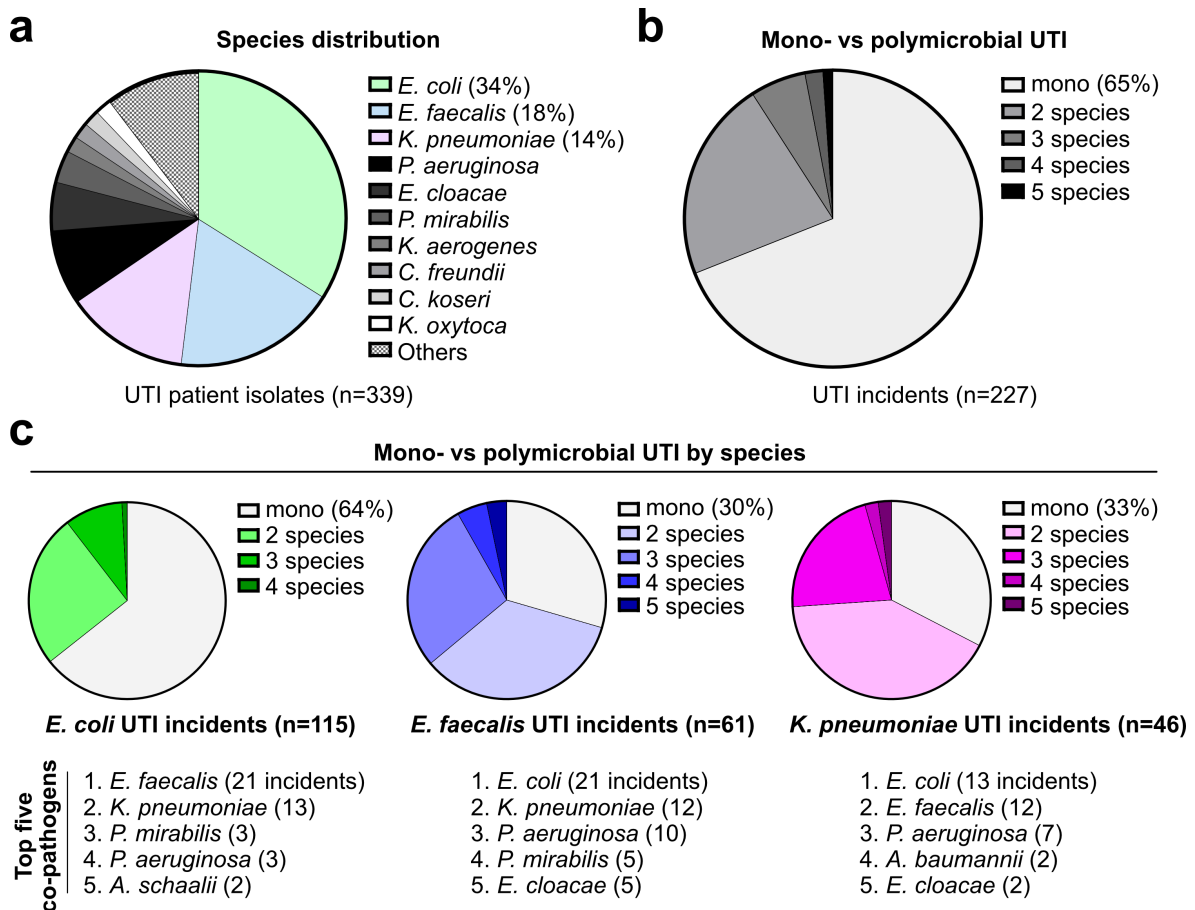 a
Species distribution
E. coli (34%)
E. faecalis (18%)
K. pneumoniae (14%)
P. aeruginosa
E. cloacae
P. mirabilis
K. aerogenes
C. freundii
C. koseri
K. oxytoca
Others
UTI patient isolates (n=339)
b
Mono- vs polymicrobial UTI
mono (65%)
2 species
3 species
4 species
5 species
UTI incidents (n=227)
c
Mono- vs polymicrobial UTI by species
mono (64%)
2 species
3 species
4 species
E. coli UTI incidents (n=115)
mono (30%)
2 species
3 species
4 species
5 species
E. faecalis UTI incidents (n=61)
mono (33%)
2 species
3 species
4 species
5 species
K. pneumoniae UTI incidents (n=46)
Top five
co-pathogens
1. E. faecalis (21 incidents)
2. K. pneumoniae (13)
3. P. mirabilis (3)
4. P. aeruginosa (3)
5. A. schaalii (2)
1. E. coli (21 incidents)
2. K. pneumoniae (12)
3. P. aeruginosa (10)
4. P. mirabilis (5)
5. E. cloacae (5)
1. E. coli (13 incidents)
2. E. faecalis (12)
3. P. aeruginosa (7)
4. A. baumannii (2)
5. E. cloacae (2)